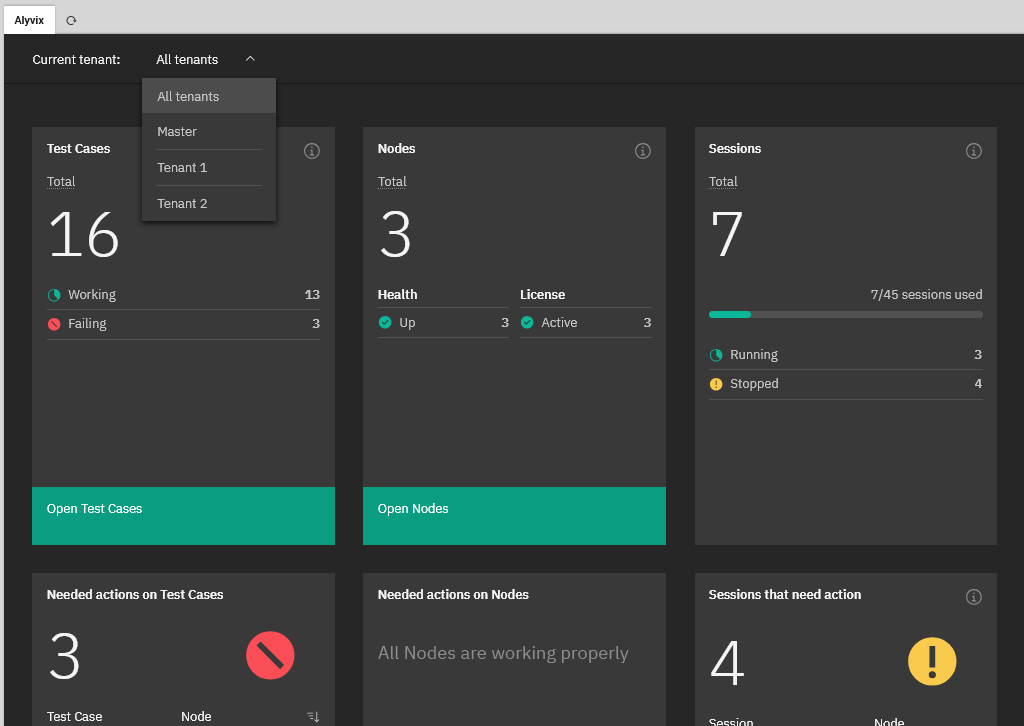 Alyvix
Current tenant: All tenants
All tenants
Master
Tenant 1
Tenant 2
Test Cases
Total
16
Working 13
Failing 3
Open Test Cases
Nodes
Total
3
Health License
Up 3 Active 3
Open Nodes
Sessions
Total
7
7/45 sessions used
Running 3
Stopped 4
Needed actions on Test Cases
3
Test Case Node
Needed actions on Nodes
All Nodes are working properly
Sessions that need action
4
Session Node